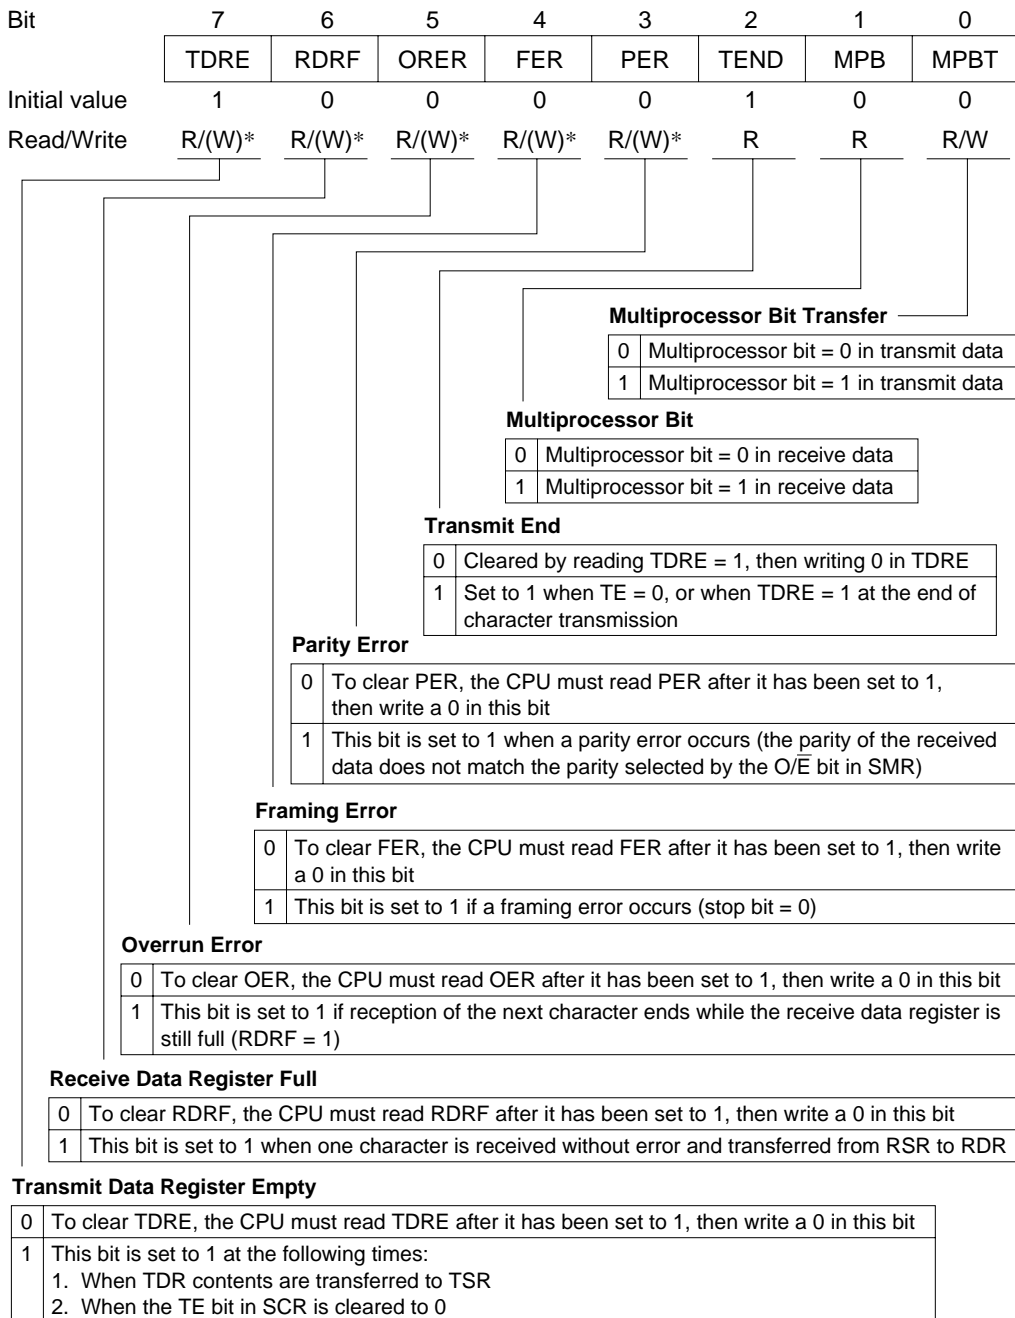 Bit 7 6 5 4 3 2 1 0
TDRE RDRF ORER FER PER TEND MPB MPBT
Initial value 1 0 0 0 0 1 0 0
Read/Write R/(W)* R/(W)* R/(W)* R/(W)* R/(W)* R R R/W
Multiprocessor Bit Transfer
0 Multiprocessor bit = 0 in transmit data
1 Multiprocessor bit = 1 in transmit data
Multiprocessor Bit
0 Multiprocessor bit = 0 in receive data
1 Multiprocessor bit = 1 in receive data
Transmit End
0 Cleared by reading TDRE = 1, then writing 0 in TDRE
1 Set to 1 when TE = 0, or when TDRE = 1 at the end of
character transmission
Parity Error
0 To clear PER, the CPU must read PER after it has been set to 1,
then write a 0 in this bit
1 This bit is set to 1 when a parity error occurs (the parity of the received
data does not match the parity selected by the O/E̅ bit in SMR)
Framing Error
0 To clear FER, the CPU must read FER after it has been set to 1, then write
a 0 in this bit
1 This bit is set to 1 if a framing error occurs (stop bit = 0)
Overrun Error
0 To clear OER, the CPU must read OER after it has been set to 1, then write a 0 in this bit
1 This bit is set to 1 if reception of the next character ends while the receive data register is
still full (RDRF = 1)
Receive Data Register Full
0 To clear RDRF, the CPU must read RDRF after it has been set to 1, then write a 0 in this bit
1 This bit is set to 1 when one character is received without error and transferred from RSR to RDR
Transmit Data Register Empty
0 To clear TDRE, the CPU must read TDRE after it has been set to 1, then write a 0 in this bit
1 This bit is set to 1 at the following times:
1. When TDR contents are transferred to TSR
2. When the TE bit in SCR is cleared to 0